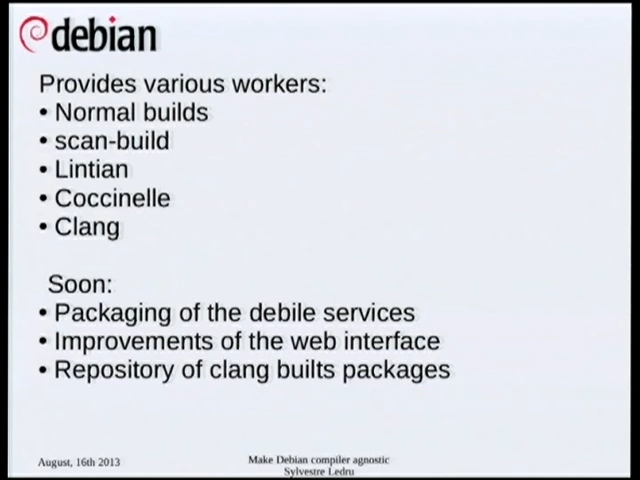 debian
Provides various workers:
• Normal builds
• scan-build
• Lintian
• Coccinelle
• Clang
Soon:
• Packaging of the debile services
• Improvements of the web interface
• Repository of clang builts packages
August, 16th 2013
Make Debian compiler agnostic
Sylvestre Ledru